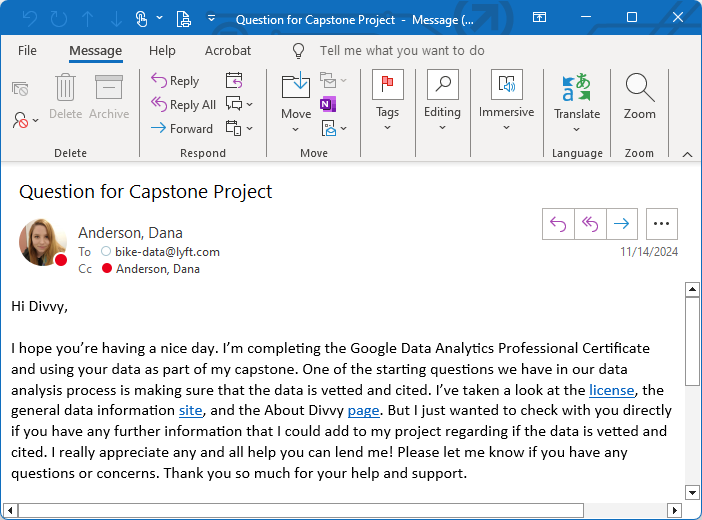 Question for Capstone Project - Message (...
File Message Help Acrobat Tell me what you want to do
Delete Archive
Reply
Reply All
Forward
Move
Tags
Editing
Immersive
Translate
Zoom
Delete Respond Move Language Zoom
Question for Capstone Project
Anderson, Dana
To bike-data@lyft.com
Cc Anderson, Dana
11/14/2024
Hi Divvy,
I hope you're having a nice day. I'm completing the Google Data Analytics Professional Certificate
and using your data as part of my capstone. One of the starting questions we have in our data
analysis process is making sure that the data is vetted and cited. I've taken a look at the license, the
general data information site, and the About Divvy page. But I just wanted to check with you directly
if you have any further information that I could add to my project regarding if the data is vetted and
cited. I really appreciate any and all help you can lend me! Please let me know if you have any
questions or concerns. Thank you so much for your help and support.